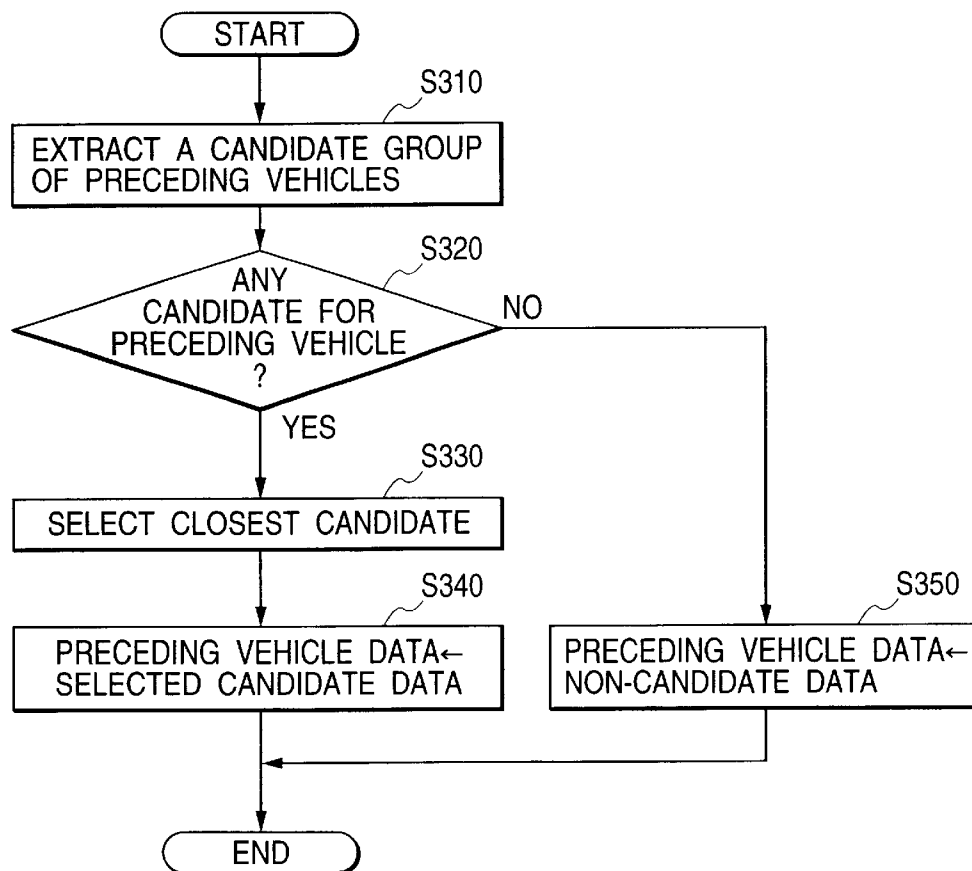 START
S310
EXTRACT A CANDIDATE GROUP
OF PRECEDING VEHICLES
S320
ANY
CANDIDATE FOR
PRECEDING VEHICLE
?
NO
YES
S330
SELECT CLOSEST CANDIDATE
S340
PRECEDING VEHICLE DATA←
SELECTED CANDIDATE DATA
S350
PRECEDING VEHICLE DATA←
NON-CANDIDATE DATA
END